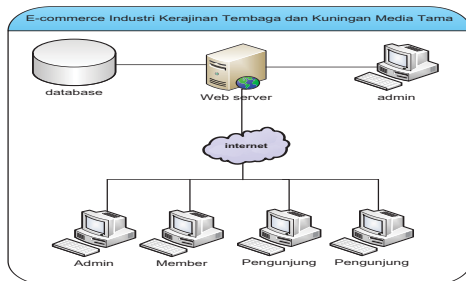 E-commerce Industri Kerajinan Tembaga dan Kuningan Media Tama
database
Web server
admin
internet
Admin
Member
Pengunjung
Pengunjung